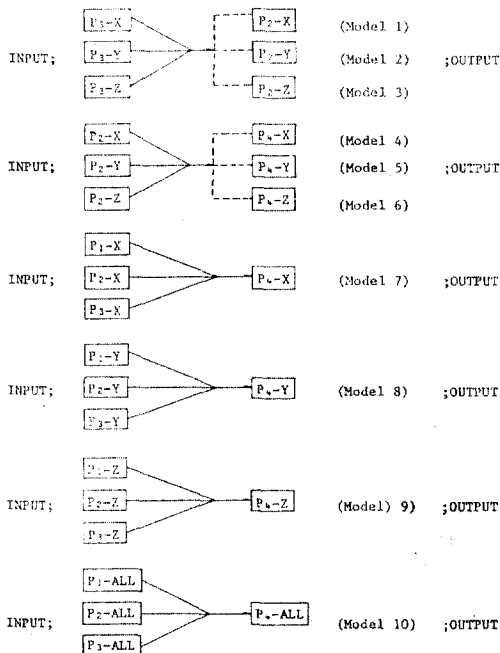 P₃-X P₂-X (Model 1)
INPUT; P₃-Y P₂-Y (Model 2) ;OUTPUT
P₃-Z P₂-Z (Model 3)
P₂-X P₄-X (Model 4)
INPUT; P₂-Y P₄-Y (Model 5) ;OUTPUT
P₂-Z P₄-Z (Model 6)
P₁-X
INPUT; P₂-X P₄-X (Model 7) ;OUTPUT
P₃-X
P₁-Y
INPUT; P₂-Y P₄-Y (Model 8) ;OUTPUT
P₃-Y
P₁-Z
INPUT; P₂-Z P₄-Z (Model) 9) ;OUTPUT
P₃-Z
P₁-ALL
INPUT; P₂-ALL P₄-ALL (Model 10) ;OUTPUT
P₃-ALL